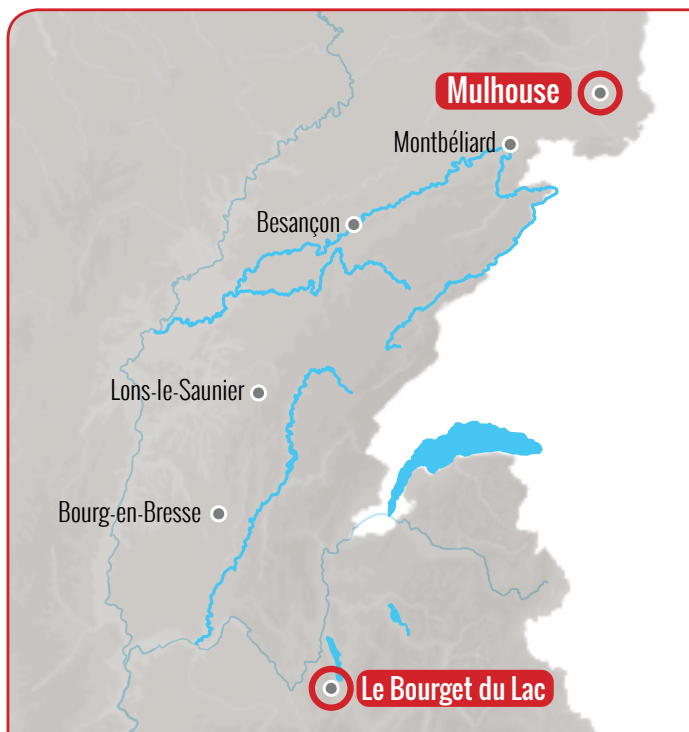 Mulhouse
Montbéliard
Besançon
Lons-le-Saunier
Bourg-en-Bresse
Le Bourget du Lac